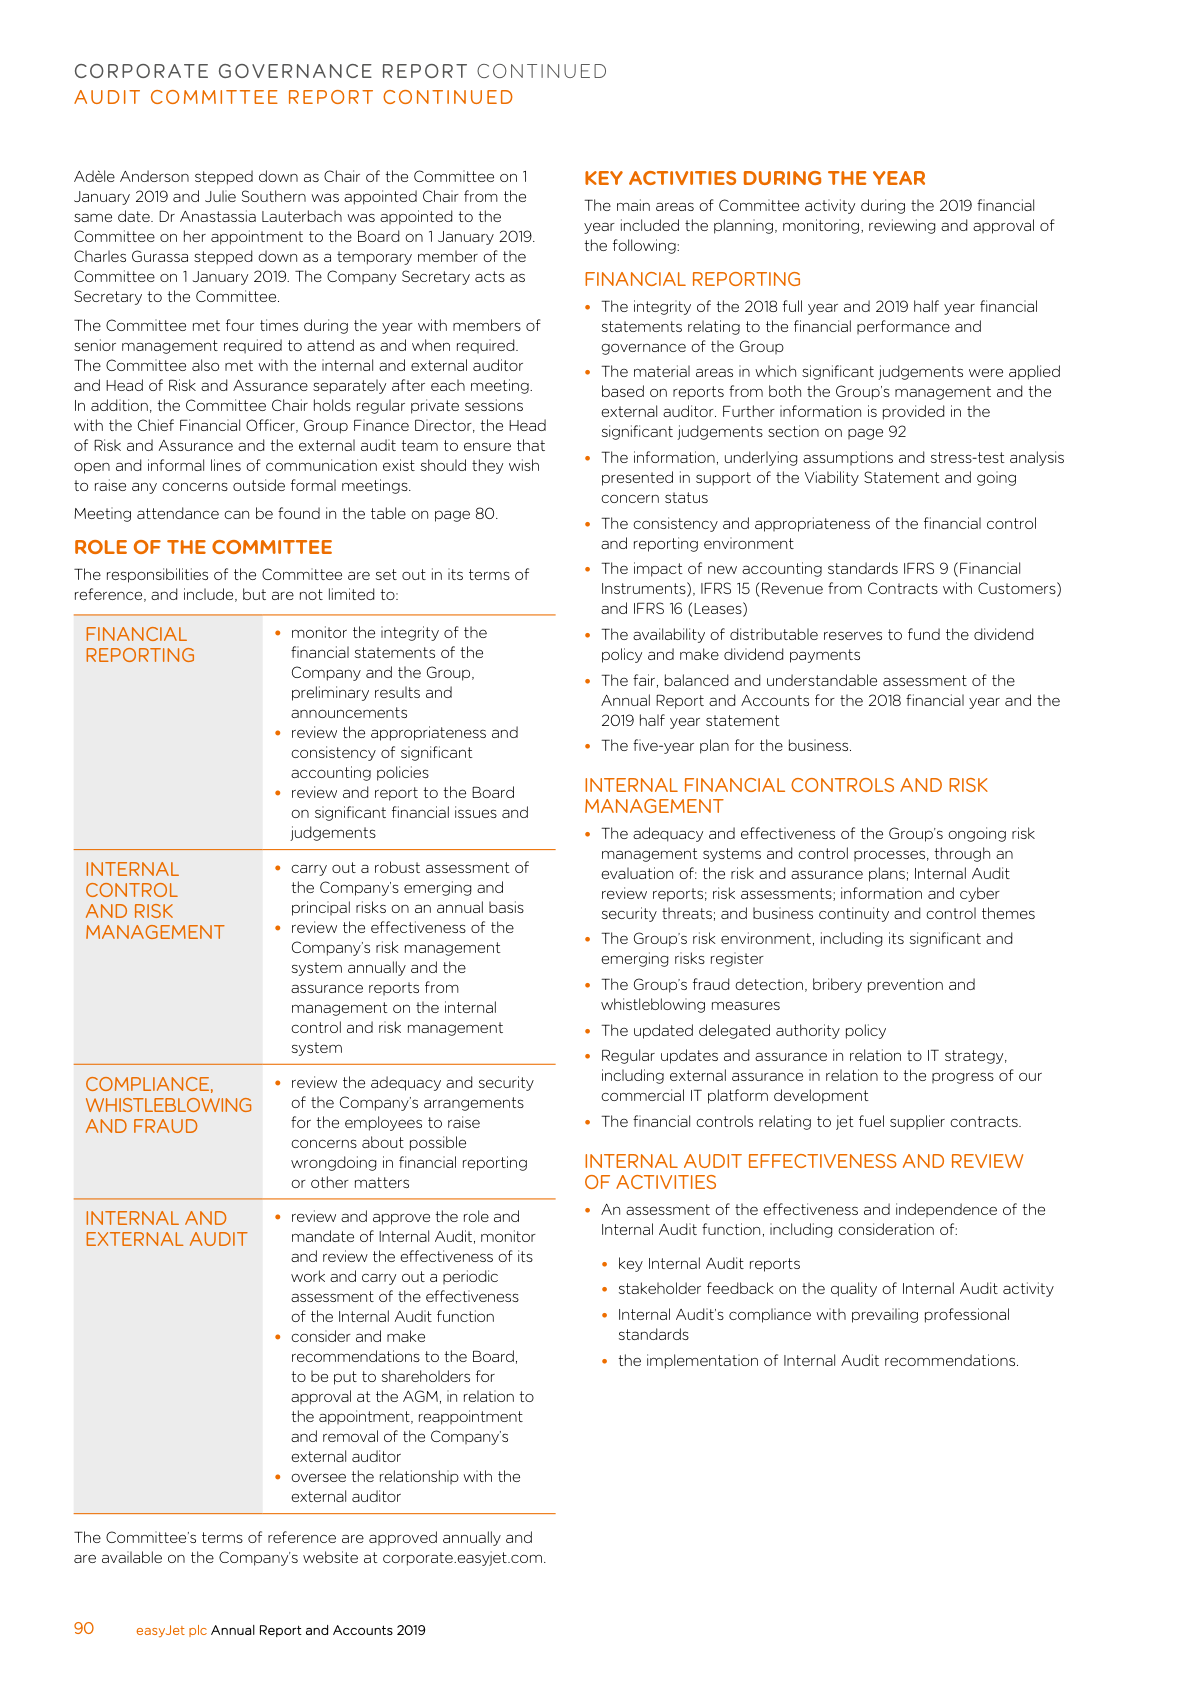 CORPORATE GOVERNANCE REPORT CONTINUED
AUDIT COMMITTEE REPORT CONTINUED
Adèle Anderson stepped down as Chair of the Committee on 1
January 2019 and Julie Southern was appointed Chair from the
same date. Dr Anastassia Lauterbach was appointed to the
Committee on her appointment to the Board on 1 January 2019.
Charles Gurassa stepped down as a temporary member of the
Committee on 1 January 2019. The Company Secretary acts as
Secretary to the Committee.
The Committee met four times during the year with members of
senior management required to attend as and when required.
The Committee also met with the internal and external auditor
and Head of Risk and Assurance separately after each meeting.
In addition, the Committee Chair holds regular private sessions
with the Chief Financial Officer, Group Finance Director, the Head
of Risk and Assurance and the external audit team to ensure that
open and informal lines of communication exist should they wish
to raise any concerns outside formal meetings.
Meeting attendance can be found in the table on page 80.
ROLE OF THE COMMITTEE
The responsibilities of the Committee are set out in its terms of
reference, and include, but are not limited to:
FINANCIAL
REPORTING
• monitor the integrity of the
financial statements of the
Company and the Group,
preliminary results and
announcements
• review the appropriateness and
consistency of significant
accounting policies
• review and report to the Board
on significant financial issues and
judgements
INTERNAL
CONTROL
AND RISK
MANAGEMENT
• carry out a robust assessment of
the Company's emerging and
principal risks on an annual basis
• review the effectiveness of the
Company's risk management
system annually and the
assurance reports from
management on the internal
control and risk management
system
COMPLIANCE,
WHISTLEBLOWING
AND FRAUD
• review the adequacy and security
of the Company's arrangements
for the employees to raise
concerns about possible
wrongdoing in financial reporting
or other matters
INTERNAL AND
EXTERNAL AUDIT
• review and approve the role and
mandate of Internal Audit, monitor
and review the effectiveness of its
work and carry out a periodic
assessment of the effectiveness
of the Internal Audit function
• consider and make
recommendations to the Board,
to be put to shareholders for
approval at the AGM, in relation to
the appointment, reappointment
and removal of the Company's
external auditor
• oversee the relationship with the
external auditor
The Committee's terms of reference are approved annually and
are available on the Company's website at corporate.easyjet.com.
KEY ACTIVITIES DURING THE YEAR
The main areas of Committee activity during the 2019 financial
year included the planning, monitoring, reviewing and approval of
the following:
FINANCIAL REPORTING
• The integrity of the 2018 full year and 2019 half year financial
statements relating to the financial performance and
governance of the Group
• The material areas in which significant judgements were applied
based on reports from both the Group's management and the
external auditor. Further information is provided in the
significant judgements section on page 92
• The information, underlying assumptions and stress-test analysis
presented in support of the Viability Statement and going
concern status
• The consistency and appropriateness of the financial control
and reporting environment
• The impact of new accounting standards IFRS 9 (Financial
Instruments), IFRS 15 (Revenue from Contracts with Customers)
and IFRS 16 (Leases)
• The availability of distributable reserves to fund the dividend
policy and make dividend payments
• The fair, balanced and understandable assessment of the
Annual Report and Accounts for the 2018 financial year and the
2019 half year statement
• The five-year plan for the business.
INTERNAL FINANCIAL CONTROLS AND RISK
MANAGEMENT
• The adequacy and effectiveness of the Group's ongoing risk
management systems and control processes, through an
evaluation of: the risk and assurance plans; Internal Audit
review reports; risk assessments; information and cyber
security threats; and business continuity and control themes
• The Group's risk environment, including its significant and
emerging risks register
• The Group's fraud detection, bribery prevention and
whistleblowing measures
• The updated delegated authority policy
• Regular updates and assurance in relation to IT strategy,
including external assurance in relation to the progress of our
commercial IT platform development
• The financial controls relating to jet fuel supplier contracts.
INTERNAL AUDIT EFFECTIVENESS AND REVIEW
OF ACTIVITIES
• An assessment of the effectiveness and independence of the
Internal Audit function, including consideration of:
• key Internal Audit reports
• stakeholder feedback on the quality of Internal Audit activity
• Internal Audit's compliance with prevailing professional
standards
• the implementation of Internal Audit recommendations.
90 easyJet plc Annual Report and Accounts 2019